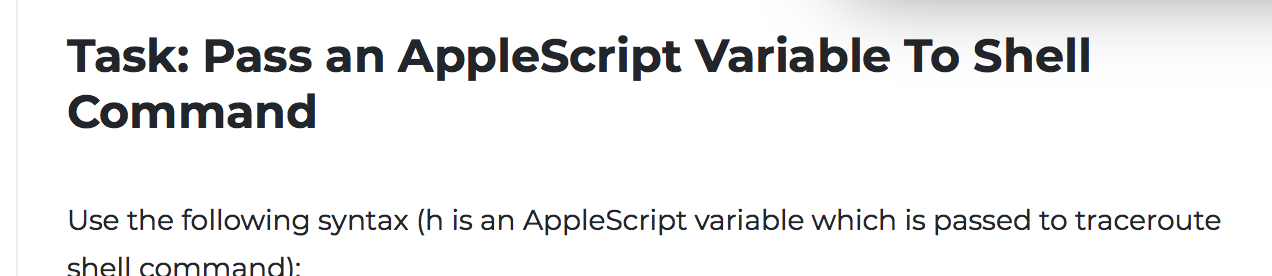 Task: Pass an AppleScript Variable To Shell
Command
Use the following syntax (h is an AppleScript variable which is passed to traceroute
shell command):